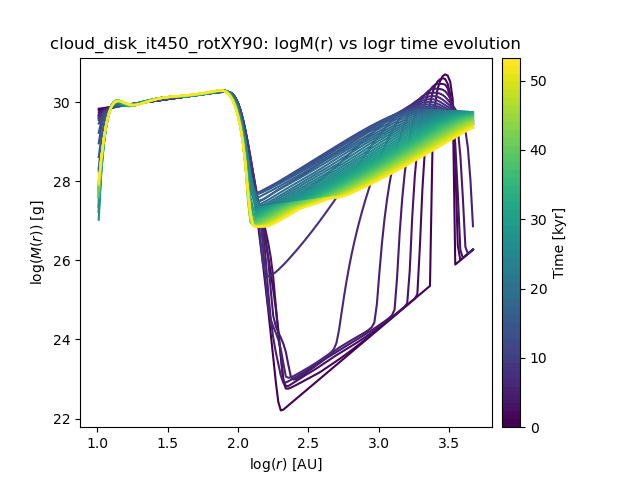 cloud_disk_it450_rotXY90: logM(r) vs logr time evolution
30
28
26
24
22
log(M(r)) [g]
1.0 1.5 2.0 2.5 3.0 3.5
log(r) [AU]
50
40
30
20
10
0
Time [kyr]